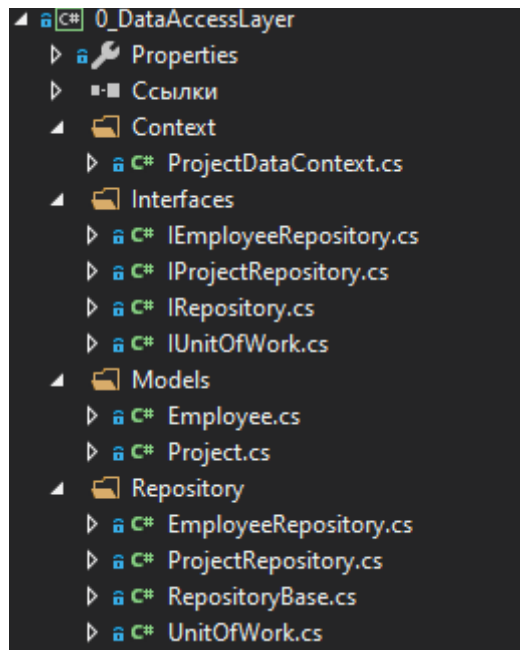 C# 0_DataAccessLayer
Properties
Ссылки
Context
C# ProjectDataContext.cs
Interfaces
C# IEmployeeRepository.cs
C# IProjectRepository.cs
C# IRepository.cs
C# IUnitOfWork.cs
Models
C# Employee.cs
C# Project.cs
Repository
C# EmployeeRepository.cs
C# ProjectRepository.cs
C# RepositoryBase.cs
C# UnitOfWork.cs